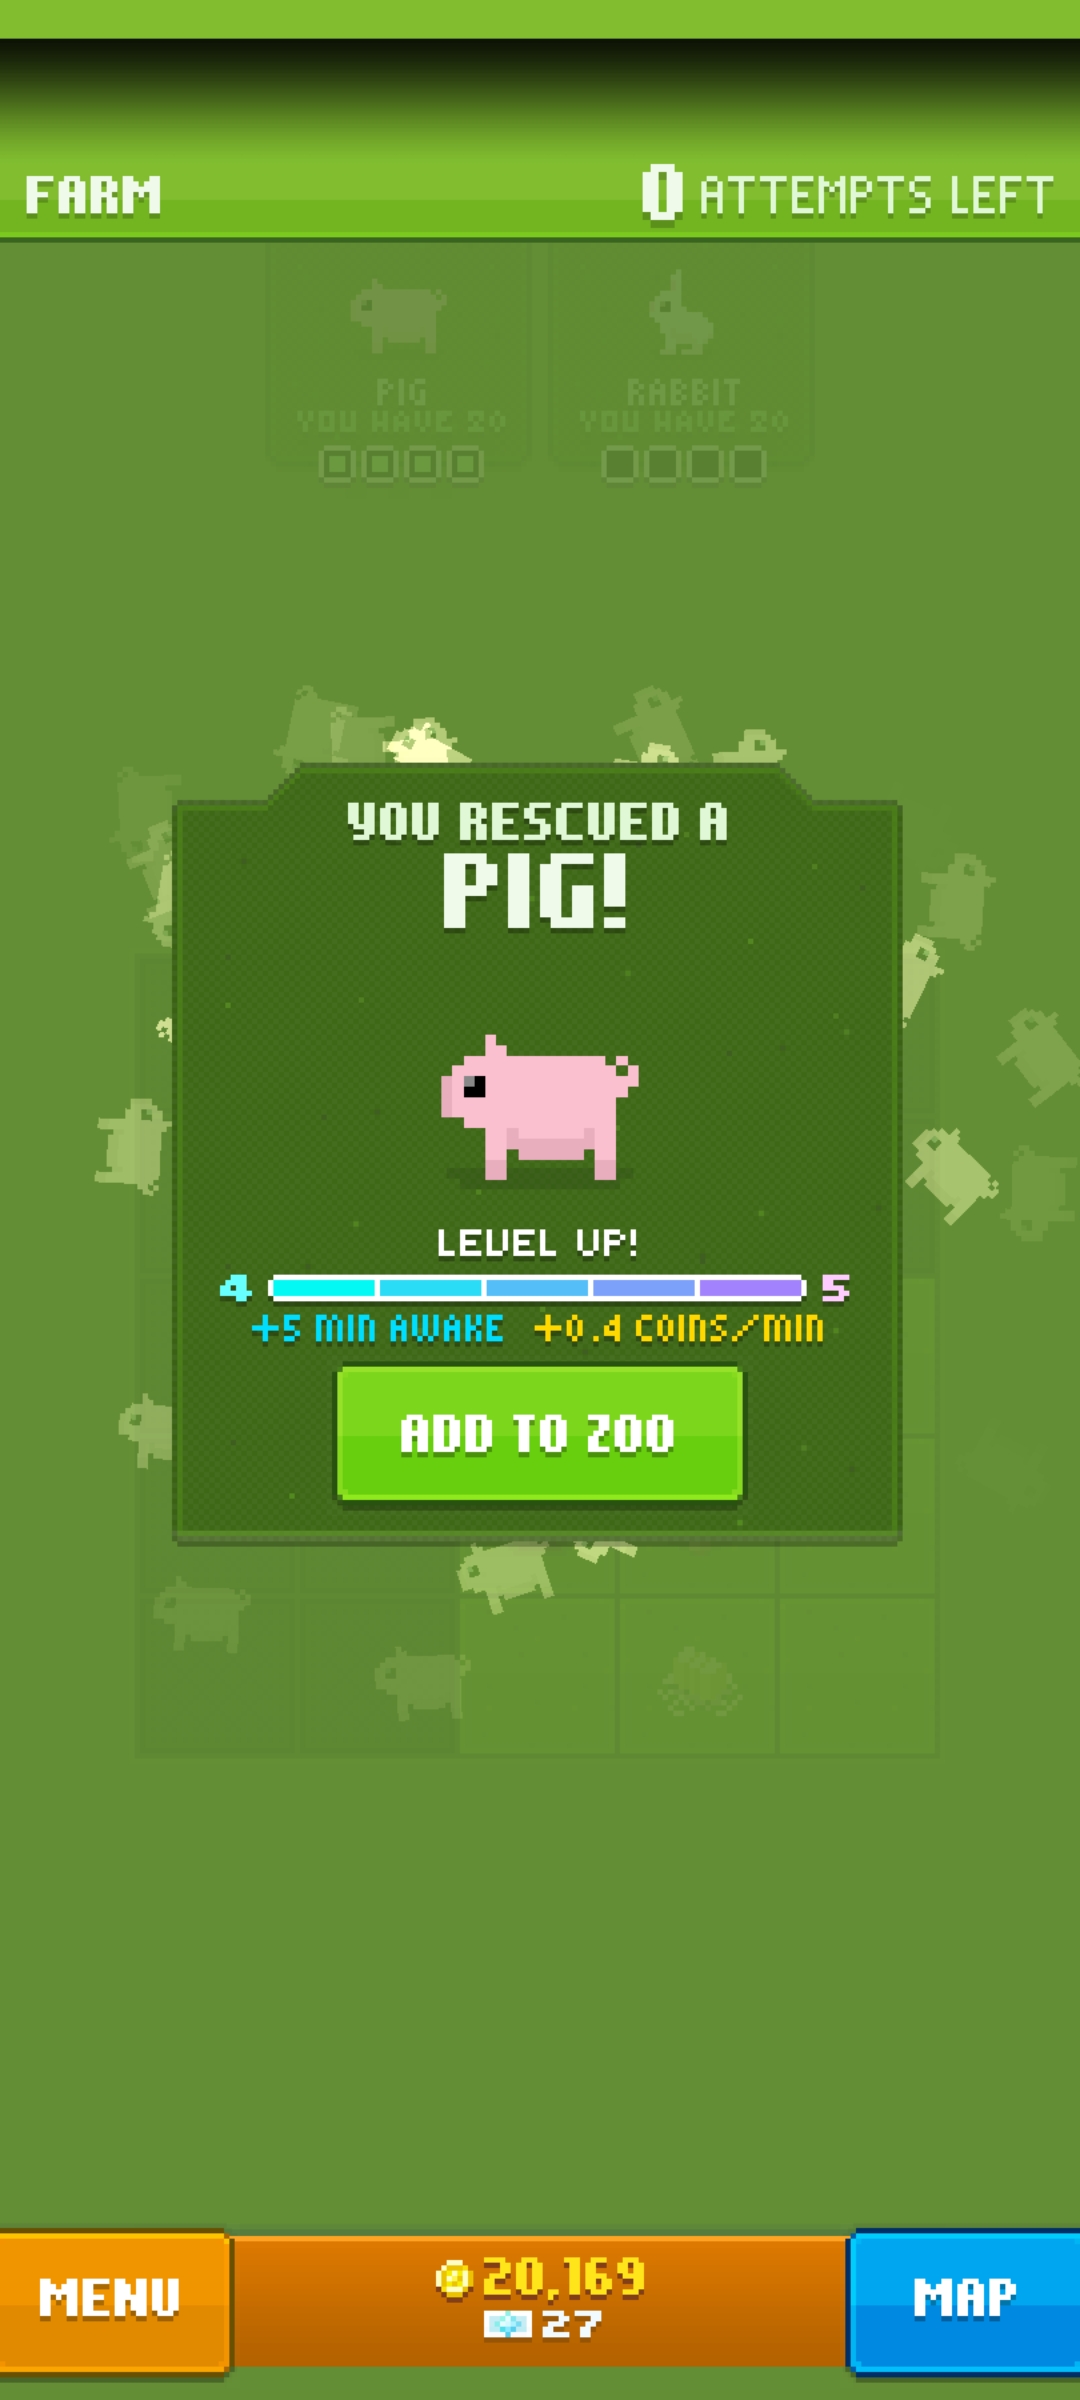 FARM
0 ATTEMPTS LEFT
PIG
YOU HAVE 20
RABBIT
YOU HAVE 20
YOU RESCUED A
PIG!
LEVEL UP!
4 5
+5 MIN AWAKE +0.4 COINS/MIN
ADD TO ZOO
MENU
20,169
27
MAP